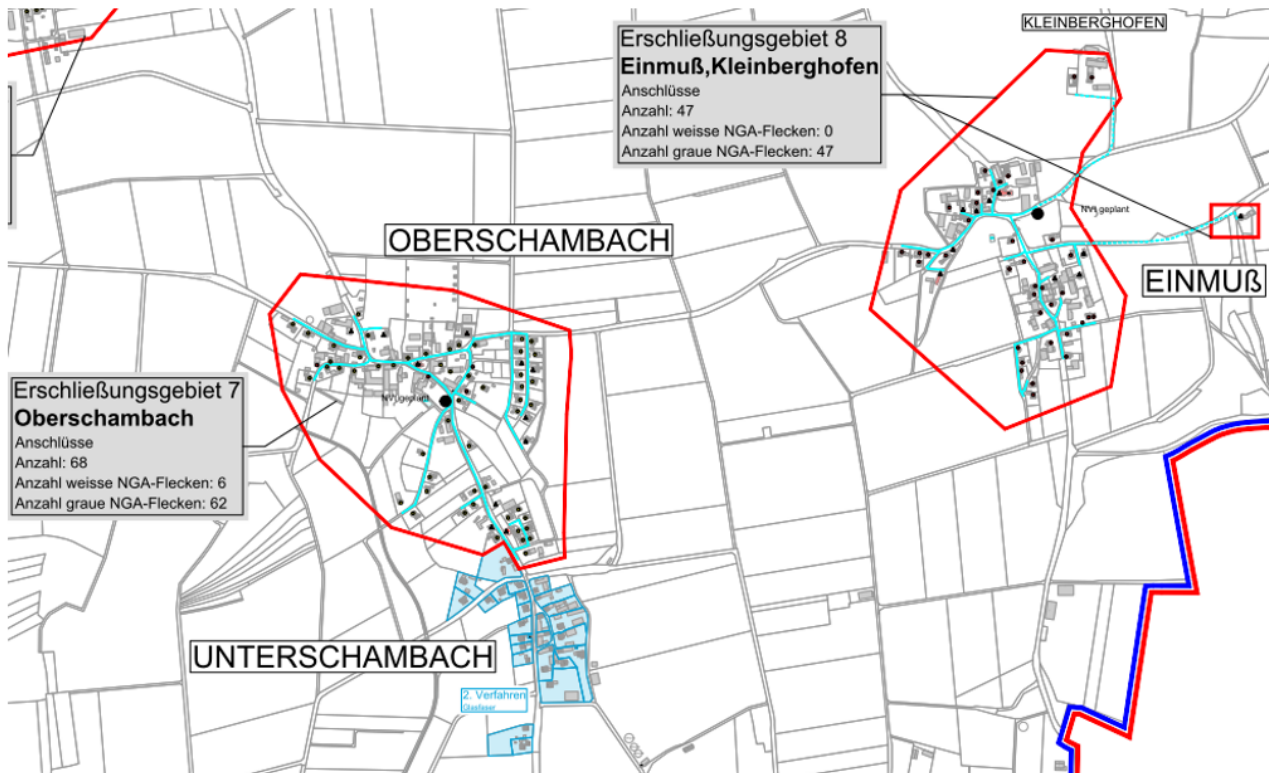 KLEINBERGHOFEN
Erschließungsgebiet 8
Einmuß,Kleinberghofen
Anschlüsse
Anzahl: 47
Anzahl weisse NGA-Flecken: 0
Anzahl graue NGA-Flecken: 47
geplant
OBERSCHAMBACH
EINMUß
Erschließungsgebiet 7
Oberschambach
Anschlüsse
Anzahl: 68
Anzahl weisse NGA-Flecken: 6
Anzahl graue NGA-Flecken: 62
geplant
UNTERSCHAMBACH
2. Verfahren
Glasfaser